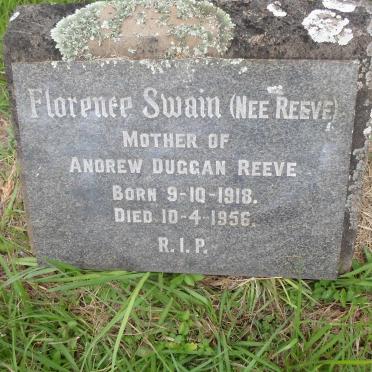 Florence Swain (NEE REEVE)
MOTHER OF
ANDREW DUGGAN REEVE
BORN 9-10-1918.
DIED 10-4-1956.
R.I.P.